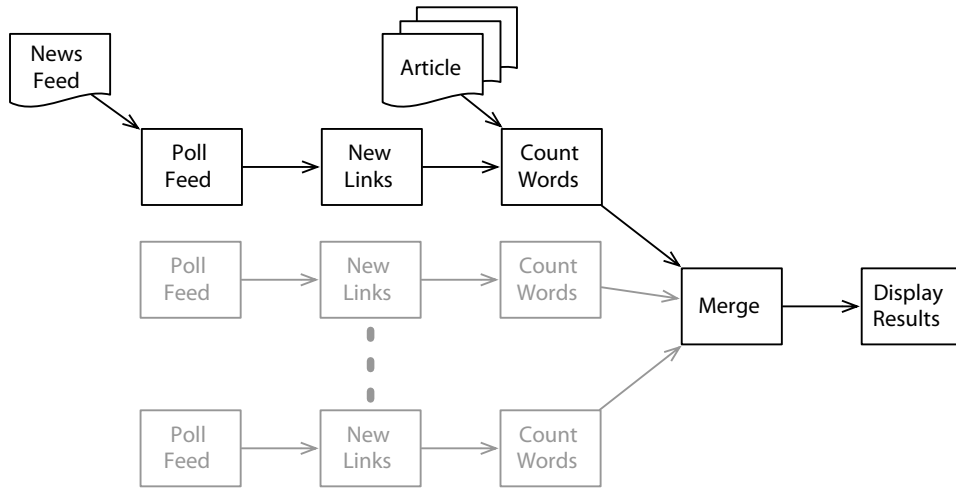 News
Feed
Article
Poll
Feed
New
Links
Count
Words
Poll
Feed
New
Links
Count
Words
Merge
Display
Results
Poll
Feed
New
Links
Count
Words